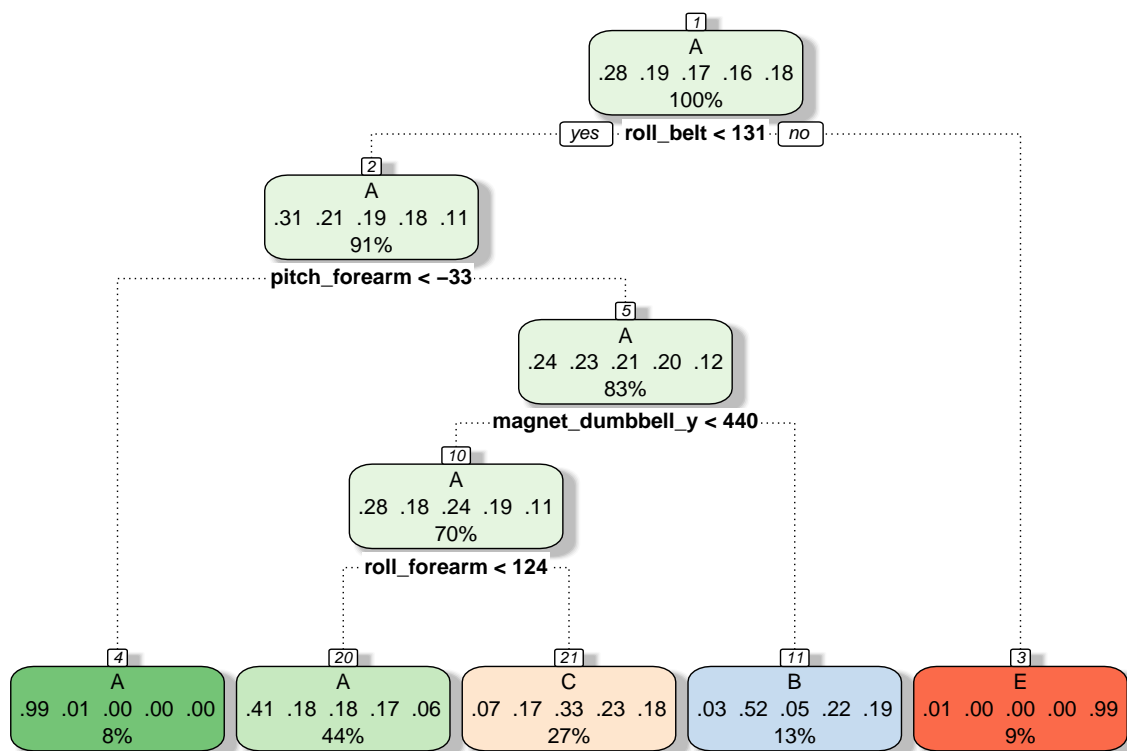 1
A
.28 .19 .17 .16 .18
100%
yes roll_belt < 131 no
2
A
.31 .21 .19 .18 .11
91%
pitch_forearm < −33
5
A
.24 .23 .21 .20 .12
83%
magnet_dumbbell_y < 440
10
A
.28 .18 .24 .19 .11
70%
roll_forearm < 124
4
A
.99 .01 .00 .00 .00
8%
20
A
.41 .18 .18 .17 .06
44%
21
C
.07 .17 .33 .23 .18
27%
11
B
.03 .52 .05 .22 .19
13%
3
E
.01 .00 .00 .00 .99
9%